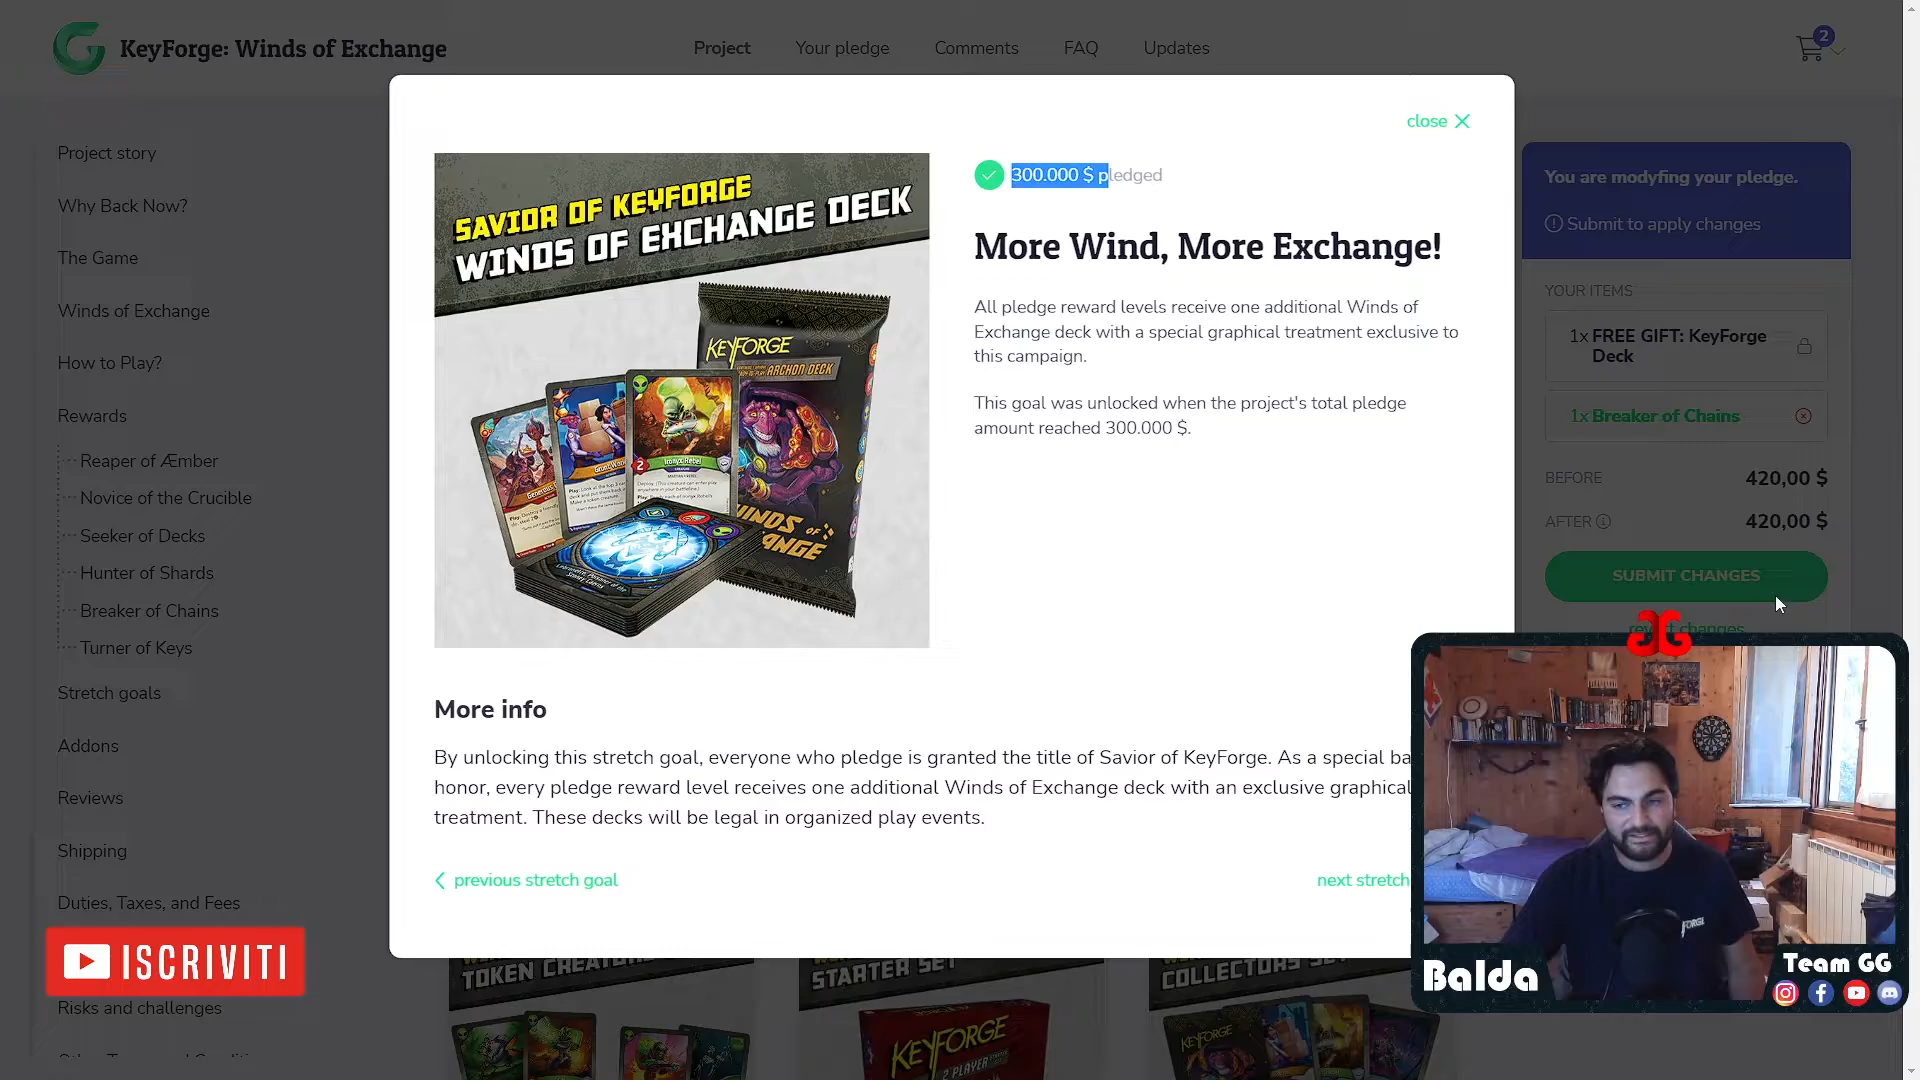 KeyForge: Winds of Exchange
Project
Your pledge
Comments
FAQ
Updates
2
close
Project story
Why Back Now?
The Game
Winds of Exchange
How to Play?
Rewards
Reaper of Æmber
Novice of the Crucible
Seeker of Decks
Hunter of Shards
Breaker of Chains
Turner of Keys
Stretch goals
Addons
Reviews
Shipping
Duties, Taxes, and Fees
ISCRIVITI
Risks and challenges
SAVIOR OF KEYFORGE
WINDS OF EXCHANGE DECK
KEYFORGE
ARCHON DECK
Ironyx Rebel
2
WINDS OF
300.000 $ pledged
More Wind, More Exchange!
All pledge reward levels receive one additional Winds of
Exchange deck with a special graphical treatment exclusive to
this campaign.
This goal was unlocked when the project's total pledge
amount reached 300.000 $.
More info
By unlocking this stretch goal, everyone who pledge is granted the title of Savior of KeyForge. As a special ba
honor, every pledge reward level receives one additional Winds of Exchange deck with an exclusive graphical
treatment. These decks will be legal in organized play events.
previous stretch goal
next stretch
You are modyfing your pledge.
Submit to apply changes
YOUR ITEMS
1x FREE GIFT: KeyForge
Deck
1x Breaker of Chains
BEFORE
420,00 $
AFTER
420,00 $
SUBMIT CHANGES
changes
Balda
Team GG
TOKEN CREATURE
STARTER SET
COLLECTORS SET
KEYFORGE
2 PLAYER